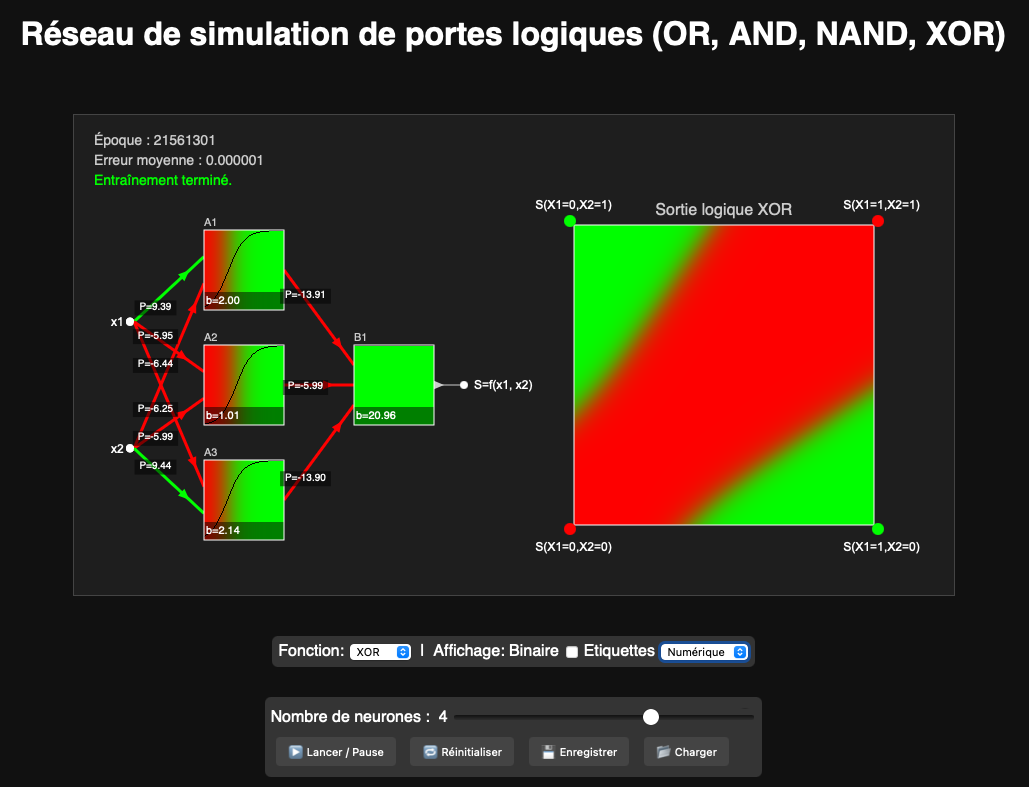 Réseau de simulation de portes logiques (OR, AND, NAND, XOR)
Époque : 21561301
Erreur moyenne : 0.000001
Entraînement terminé.
A1
b=2.00
P=9.39
P=-5.95
P=-6.44
x1
A2
b=1.01
P=-6.25
P=-5.99
P=9.44
x2
A3
b=2.14
P=-13.91
P=-5.99
P=-13.90
B1
b=20.96
S=f(x1, x2)
S(X1=0,X2=1)
Sortie logique XOR
S(X1=1,X2=1)
S(X1=0,X2=0)
S(X1=1,X2=0)
Fonction: XOR | Affichage: Binaire Etiquettes Numérique
Nombre de neurones : 4
Lancer / Pause Réinitialiser Enregistrer Charger